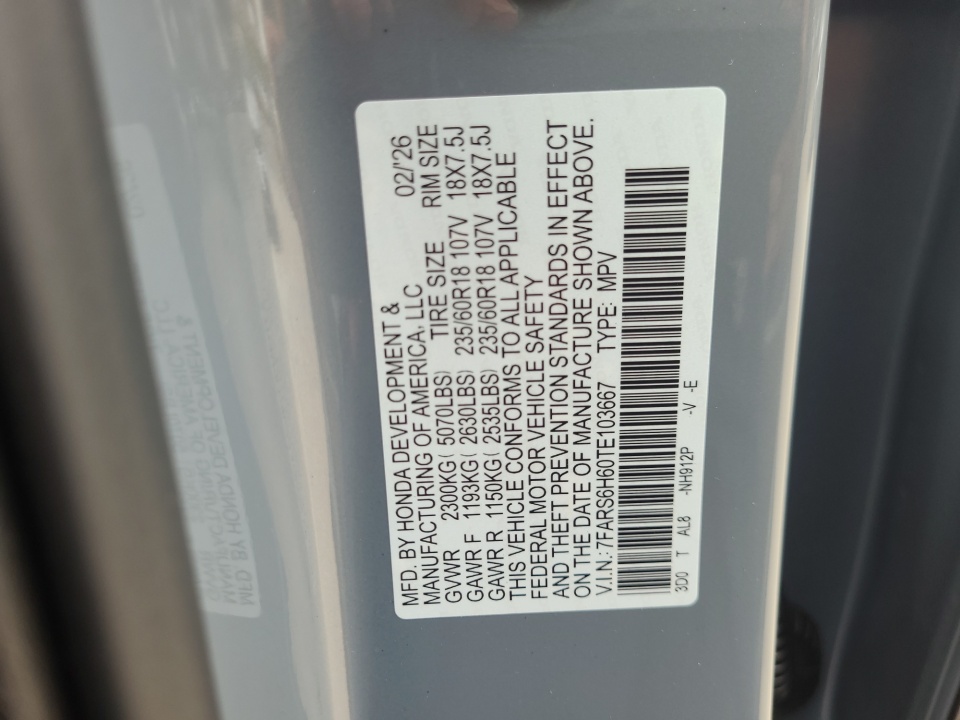 MFD. BY HONDA DEVELOPMENT & 02/'26
MANUFACTURING OF AMERICA, LLC
TIRE SIZE RIM SIZE
GVWR 2300KG( 5070LBS)
GAWR F 1193KG( 2630LBS) 235/60R18 107V 18X7.5J
GAWR R 1150KG( 2535LBS) 235/60R18 107V 18X7.5J
THIS VEHICLE CONFORMS TO ALL APPLICABLE
FEDERAL MOTOR VEHICLE SAFETY
AND THEFT PREVENTION STANDARDS IN EFFECT
ON THE DATE OF MANUFACTURE SHOWN ABOVE.
V.I.N.: 7FARS6H60TE103667 TYPE: MPV
3D0 T AL8 -NH912P -V -E